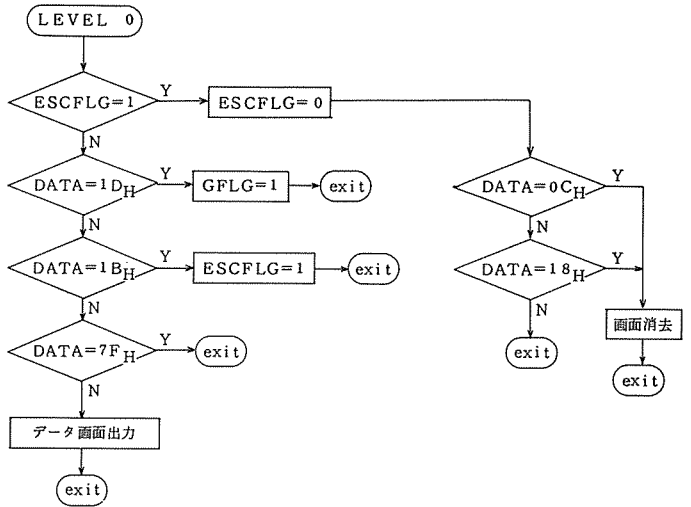 LEVEL 0
ESCFLG=1
Y
ESCFLG=0
N
DATA=1DH
Y
GFLG=1
exit
DATA=0CH
Y
N
N
DATA=1BH
Y
ESCFLG=1
exit
DATA=18H
Y
N
N
画面消去
DATA=7FH
Y
exit
exit
exit
N
データ画面出力
exit